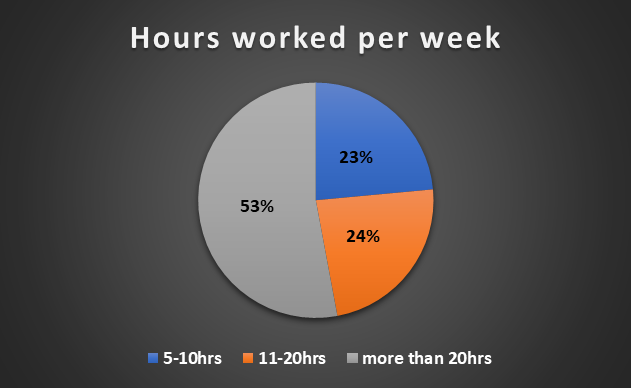 Hours worked per week
23%
53%
24%
5-10hrs 11-20hrs more than 20hrs